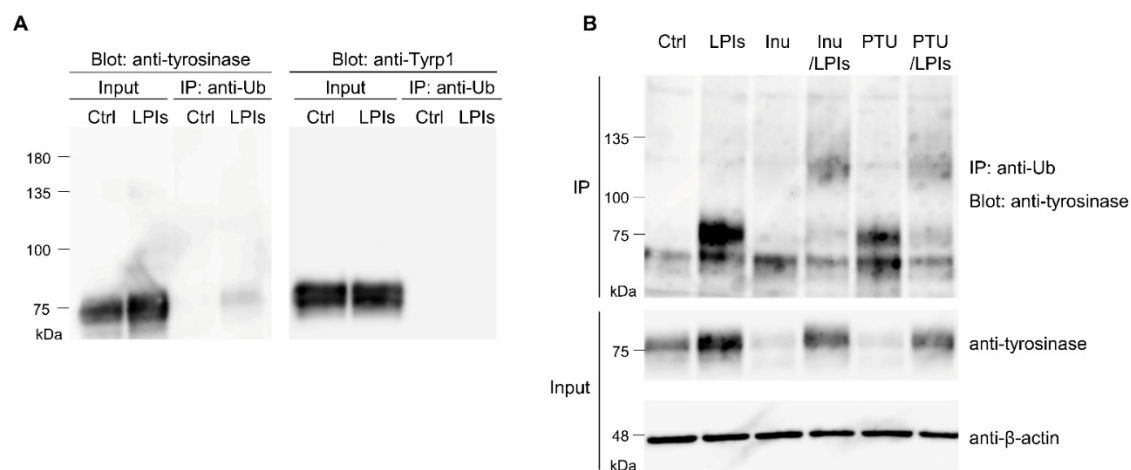 A
Blot: anti-tyrosinase
Blot: anti-Tyrp1
Input
IP: anti-Ub
Input
IP: anti-Ub
Ctrl LPIs Ctrl LPIs
Ctrl LPIs Ctrl LPIs
180
135
100
75
kDa
B
Ctrl LPIs Inu Inu /LPIs PTU PTU /LPIs
IP
135
100
75
kDa
IP: anti-Ub
Blot: anti-tyrosinase
Input
75
anti-tyrosinase
48
kDa
anti-β-actin